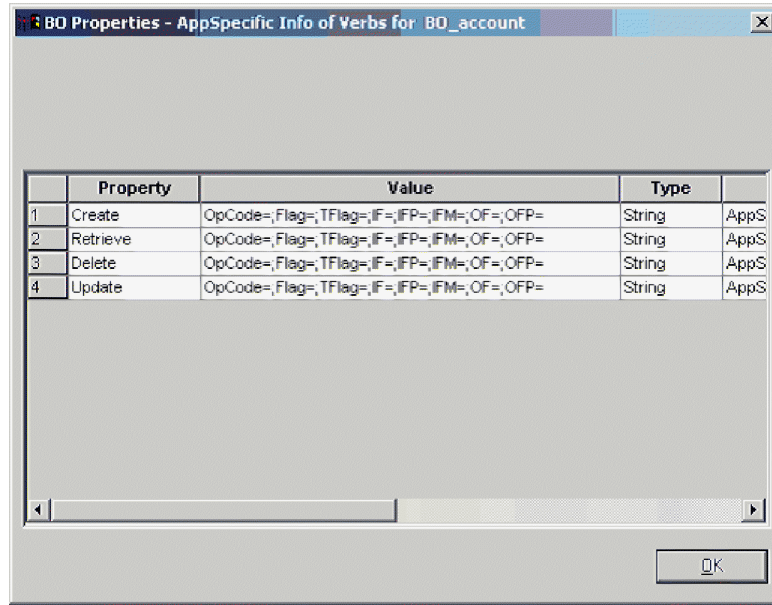 BO Properties - AppSpecific Info of Verbs for BO_account
Property Value Type
1 Create OpCode=;Flag=;TFlag=;IF=;IFP=;IFM=;OF=;OFP= String AppS
2 Retrieve OpCode=;Flag=;TFlag=;IF=;IFP=;IFM=;OF=;OFP= String AppS
3 Delete OpCode=;Flag=;TFlag=;IF=;IFP=;IFM=;OF=;OFP= String AppS
4 Update OpCode=;Flag=;TFlag=;IF=;IFP=;IFM=;OF=;OFP= String AppS
OK